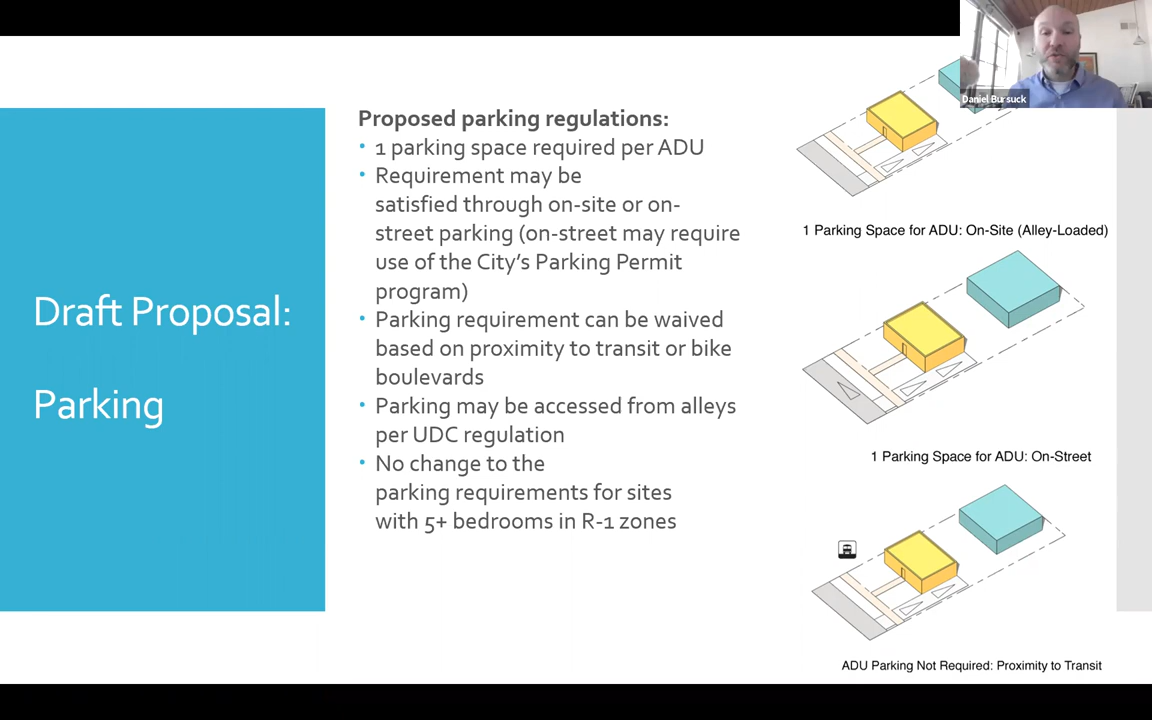 Draft Proposal:
Parking
Proposed parking regulations:
• 1 parking space required per ADU
• Requirement may be
satisfied through on-site or on-
street parking (on-street may require
use of the City's Parking Permit
program)
• Parking requirement can be waived
based on proximity to transit or bike
boulevards
• Parking may be accessed from alleys
per UDC regulation
• No change to the
parking requirements for sites
with 5+ bedrooms in R-1 zones
Daniel Bursuck
1 Parking Space for ADU: On-Site (Alley-Loaded)
1 Parking Space for ADU: On-Street
ADU Parking Not Required: Proximity to Transit